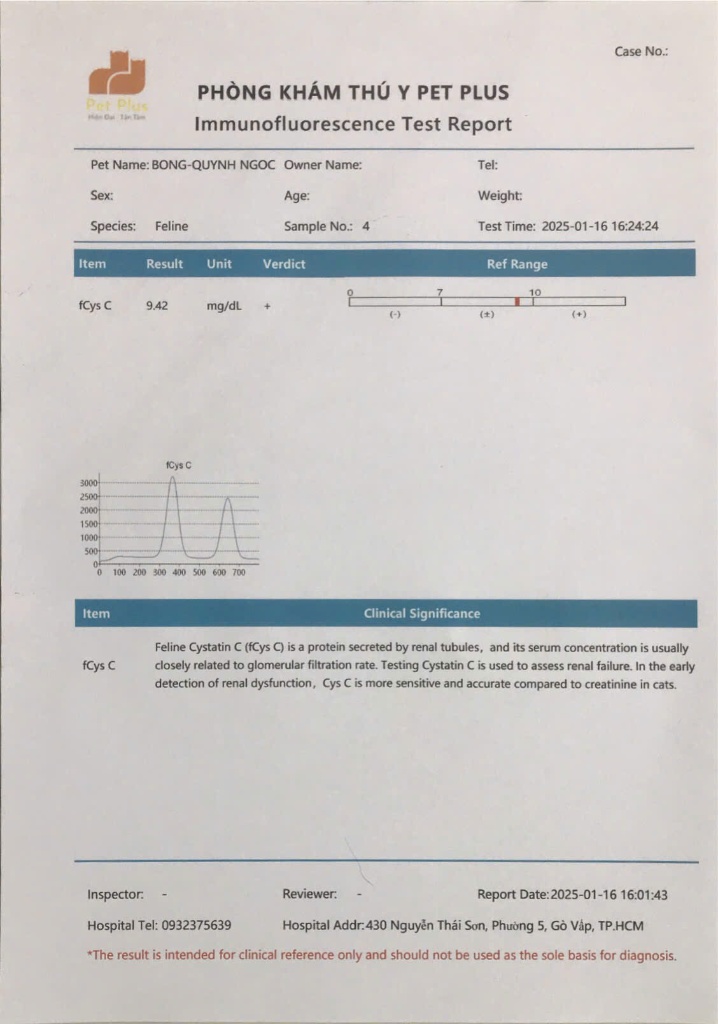 Case No.:
Pet Plus
Hiện Đại Tận Tâm
PHÒNG KHÁM THÚ Y PET PLUS
Immunofluorescence Test Report
Pet Name: BONG-QUYNH NGOC Owner Name: Tel:
Sex: Age: Weight:
Species: Feline Sample No.: 4 Test Time: 2025-01-16 16:24:24
Item Result Unit Verdict Ref Range
0 7 10
fCys C 9.42 mg/dL +
(-) (±) (+)
fCys C
3000
2500
2000
1500
1000
500
0
0 100 200 300 400 500 600 700
Item Clinical Significance
Feline Cystatin C (fCys C) is a protein secreted by renal tubules, and its serum concentration is usually
fCys C closely related to glomerular filtration rate. Testing Cystatin C is used to assess renal failure. In the early
detection of renal dysfunction, Cys C is more sensitive and accurate compared to creatinine in cats.
Inspector: - Reviewer: - Report Date:2025-01-16 16:01:43
Hospital Tel: 0932375639 Hospital Addr:430 Nguyễn Thái Sơn, Phường 5, Gò Vấp, TP.HCM
*The result is intended for clinical reference only and should not be used as the sole basis for diagnosis.